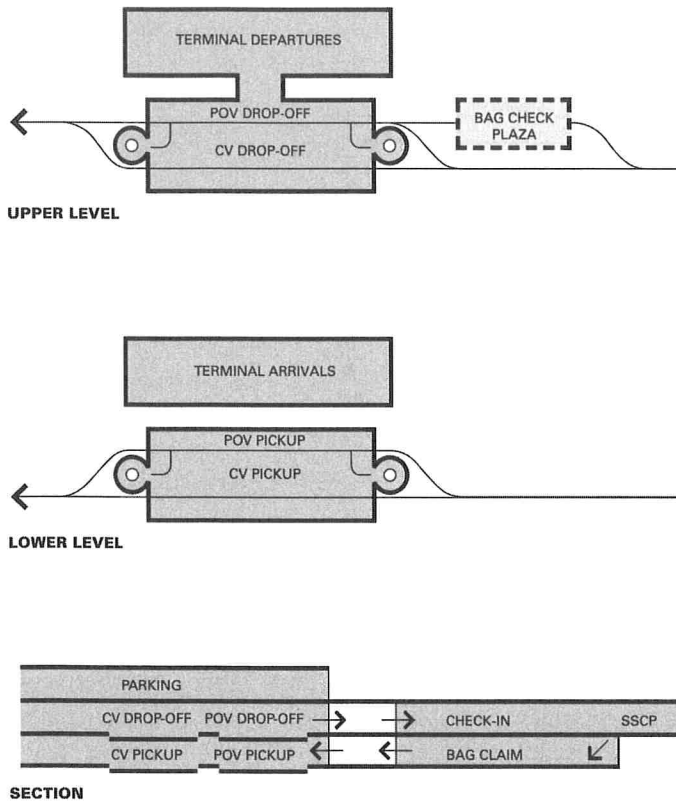 TERMINAL DEPARTURES
POV DROP-OFF
BAG CHECK
PLAZA
CV DROP-OFF
UPPER LEVEL
TERMINAL ARRIVALS
POV PICKUP
CV PICKUP
LOWER LEVEL
PARKING
CV DROP-OFF POV DROP-OFF CHECK-IN SSCP
CV PICKUP POV PICKUP BAG CLAIM
SECTION